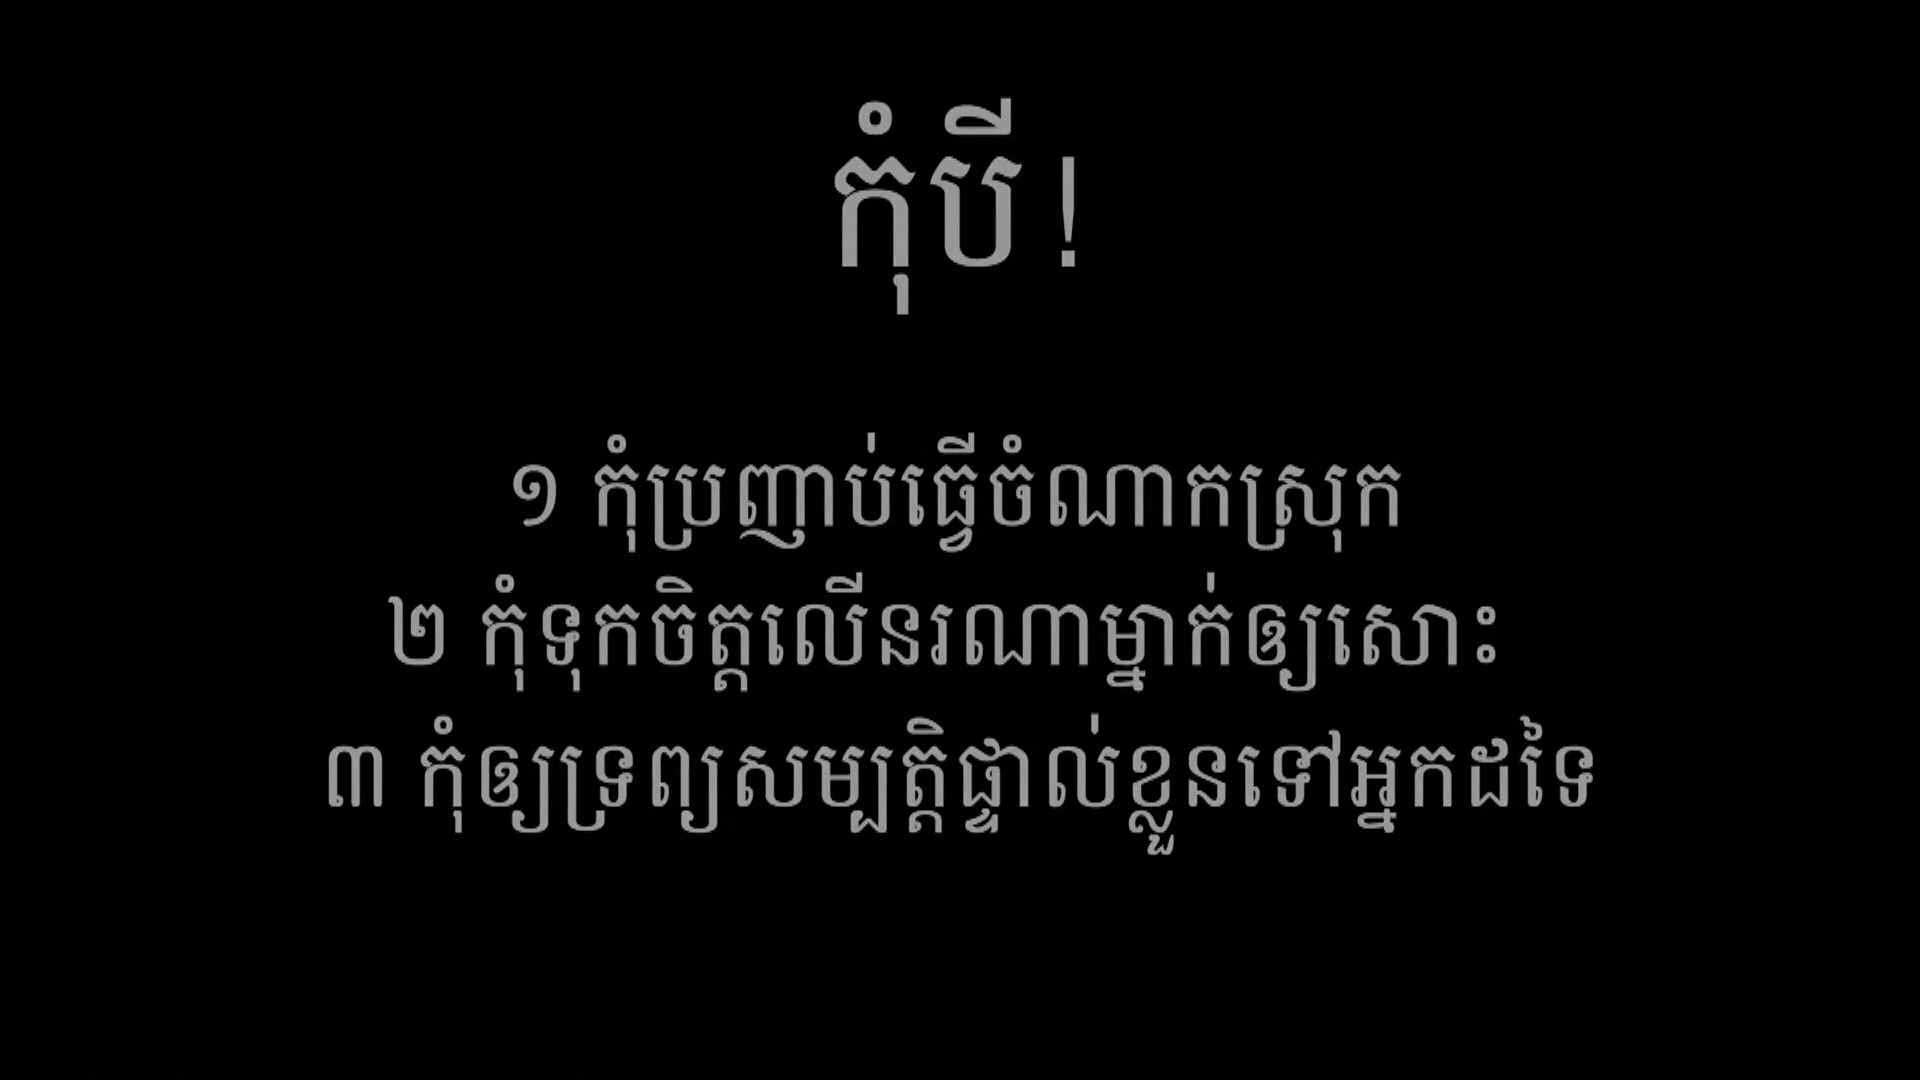 កុំបី!
១ កុំប្រញាប់ធ្វើចំណាកស្រុក
២ កុំទុកចិត្តលើនរណាម្នាក់ឲ្យសោះ
៣ កុំឲ្យទ្រព្យសម្បត្តិផ្ទាល់ខ្លួនទៅអ្នកដទៃ